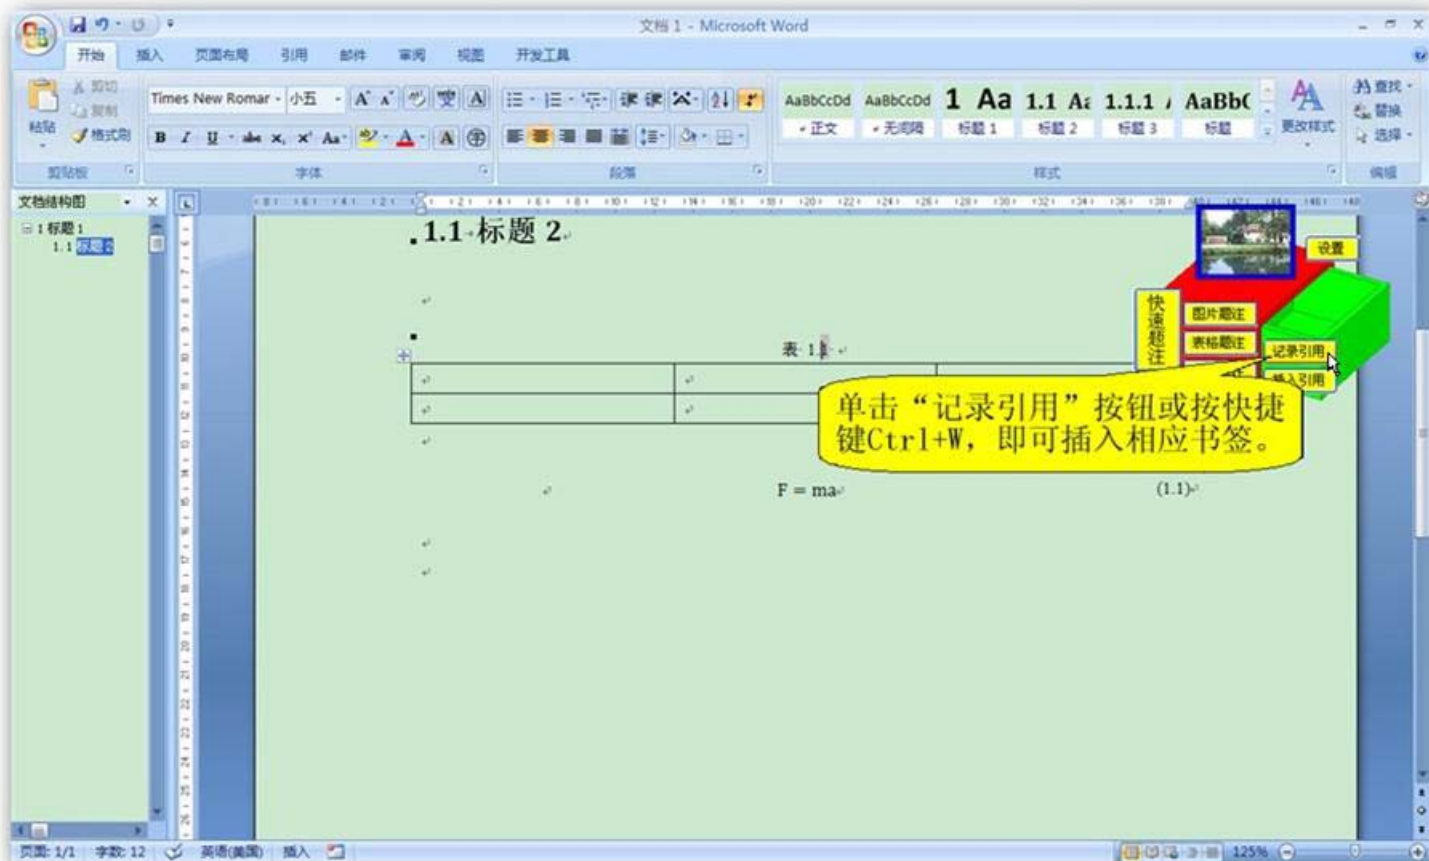 文档 1 - Microsoft Word
开始 插入 页面布局 引用 邮件 审阅 视图 开发工具
粘贴
剪切
复制
格式刷
剪贴板
Times New Romar 小五
字体
段落
AaBbCcDd AaBbCcDd 1 Aa 1.1 Aa 1.1.1 AaBb(
正文 无间隔 标题 1 标题 2 标题 3 标题
更改样式
样式
查找
替换
选择
编辑
文档结构图
1 标题 1
1.1 标题 2
1.1 标题 2
设置
快速题注
图片题注
表格题注
记录引用
插入引用
表 1.1
单击“记录引用”按钮或按快捷
键Ctrl+W，即可插入相应书签。
F = ma
(1.1)
页面: 1/1 字数: 12 英语(美国) 插入 125%